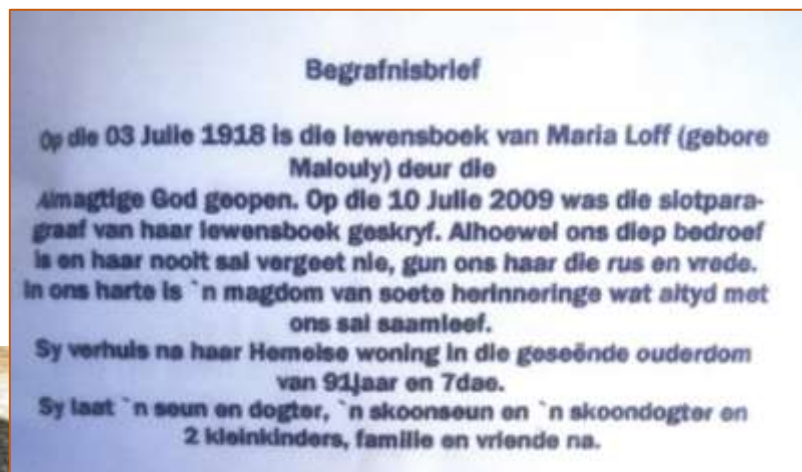 Begrafnisbrief
Op die 03 Julie 1918 is die lewensboek van Maria Loff (gebore
Malouly) deur die
Almagtige God geopen. Op die 10 Julie 2009 was die slotpara-
graaf van haar lewensboek geskryf. Alhoewel ons diep bedroef
is en haar nooit sal vergeet nie, gun ons haar die rus en vrede.
In ons harte is `n magdom van soete herinneringe wat altyd met
ons sal saamleef.
Sy verhuis na haar Hemelse woning in die geseënde ouderdom
van 91jaar en 7dae.
Sy laat `n seun en dogter, `n skoonseun en `n skoondogter en
2 kleinkinders, familie en vriende na.